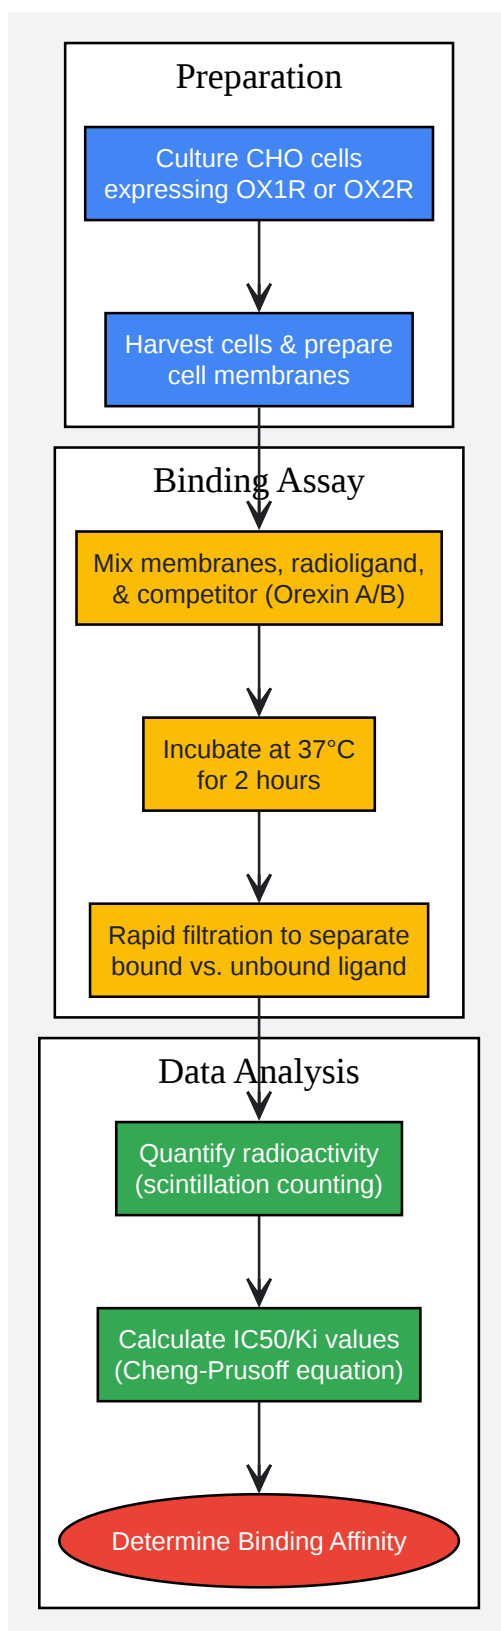 Preparation
Culture CHO cells
expressing OX1R or OX2R
Harvest cells & prepare
cell membranes
Binding Assay
Mix membranes, radioligand,
& competitor (Orexin A/B)
Incubate at 37°C
for 2 hours
Rapid filtration to separate
bound vs. unbound ligand
Data Analysis
Quantify radioactivity
(scintillation counting)
Calculate IC50/Ki values
(Cheng-Prusoff equation)
Determine Binding Affinity